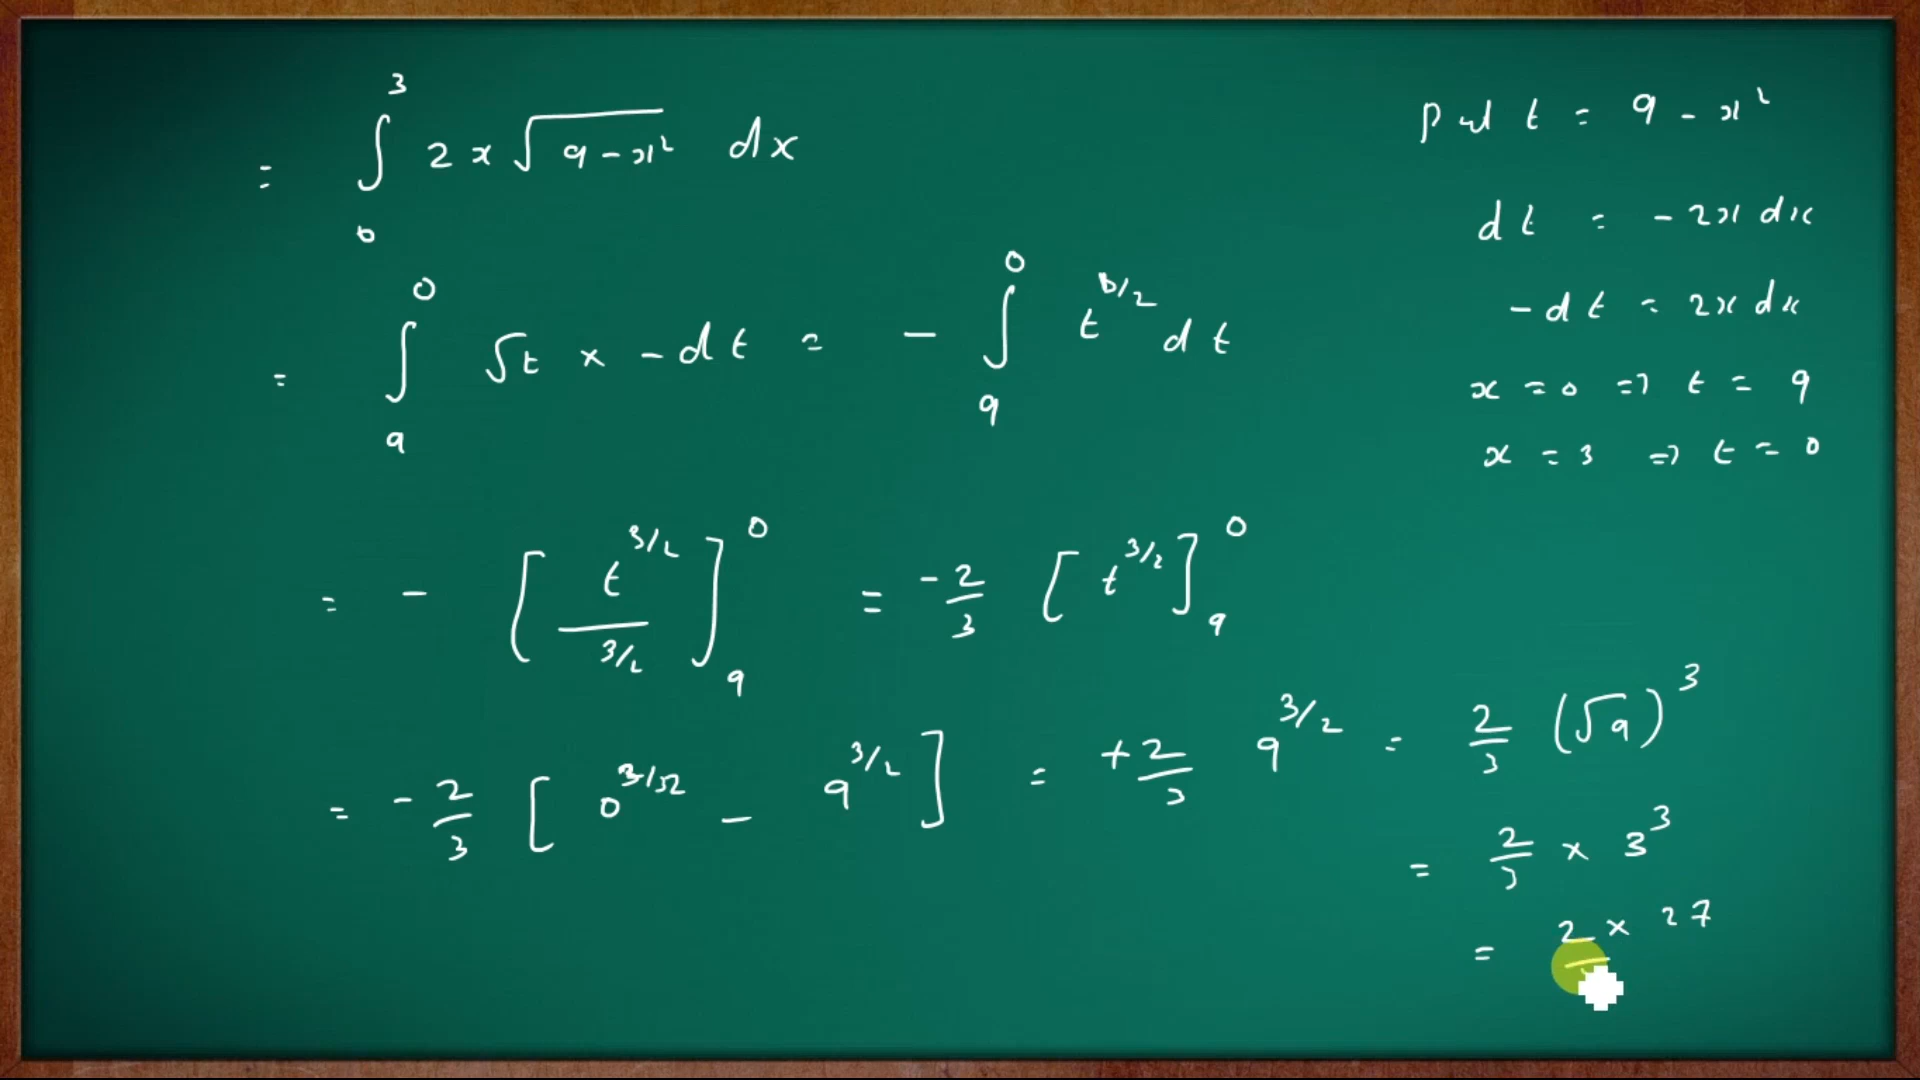 = ∫₀³ 2x√(9-x²) dx
= ∫₉⁰ √t × -dt = - ∫₉⁰ t^(1/2) dt
= - [t^(3/2) / (3/2)]₉⁰ = -2/3 [t^(3/2)]₉⁰
= -2/3 [0^(3/2) - 9^(3/2)] = +2/3 9^(3/2) = 2/3 (√9)³
= 2/3 × 3³
= 2/ × 27
Put t = 9 - x²
dt = -2x dx
-dt = 2x dx
x = 0 => t = 9
x = 3 => t = 0